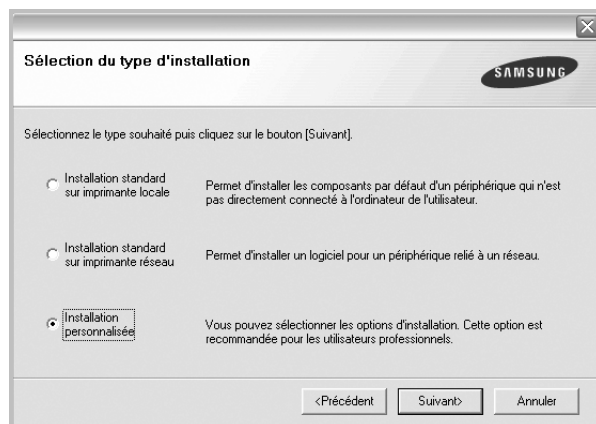 Sélection du type d'installation
SAMSUNG
Sélectionnez le type souhaité puis cliquez sur le bouton [Suivant].
Installation standard
sur imprimante locale
Permet d'installer les composants par défaut d'un périphérique qui n'est
pas directement connecté à l'ordinateur de l'utilisateur.
Installation standard
sur imprimante réseau
Permet d'installer un logiciel pour un périphérique relié à un réseau.
Installation
personnalisée
Vous pouvez sélectionner les options d'installation. Cette option est
recommandée pour les utilisateurs professionnels.
<Précédent
Suivant>
Annuler